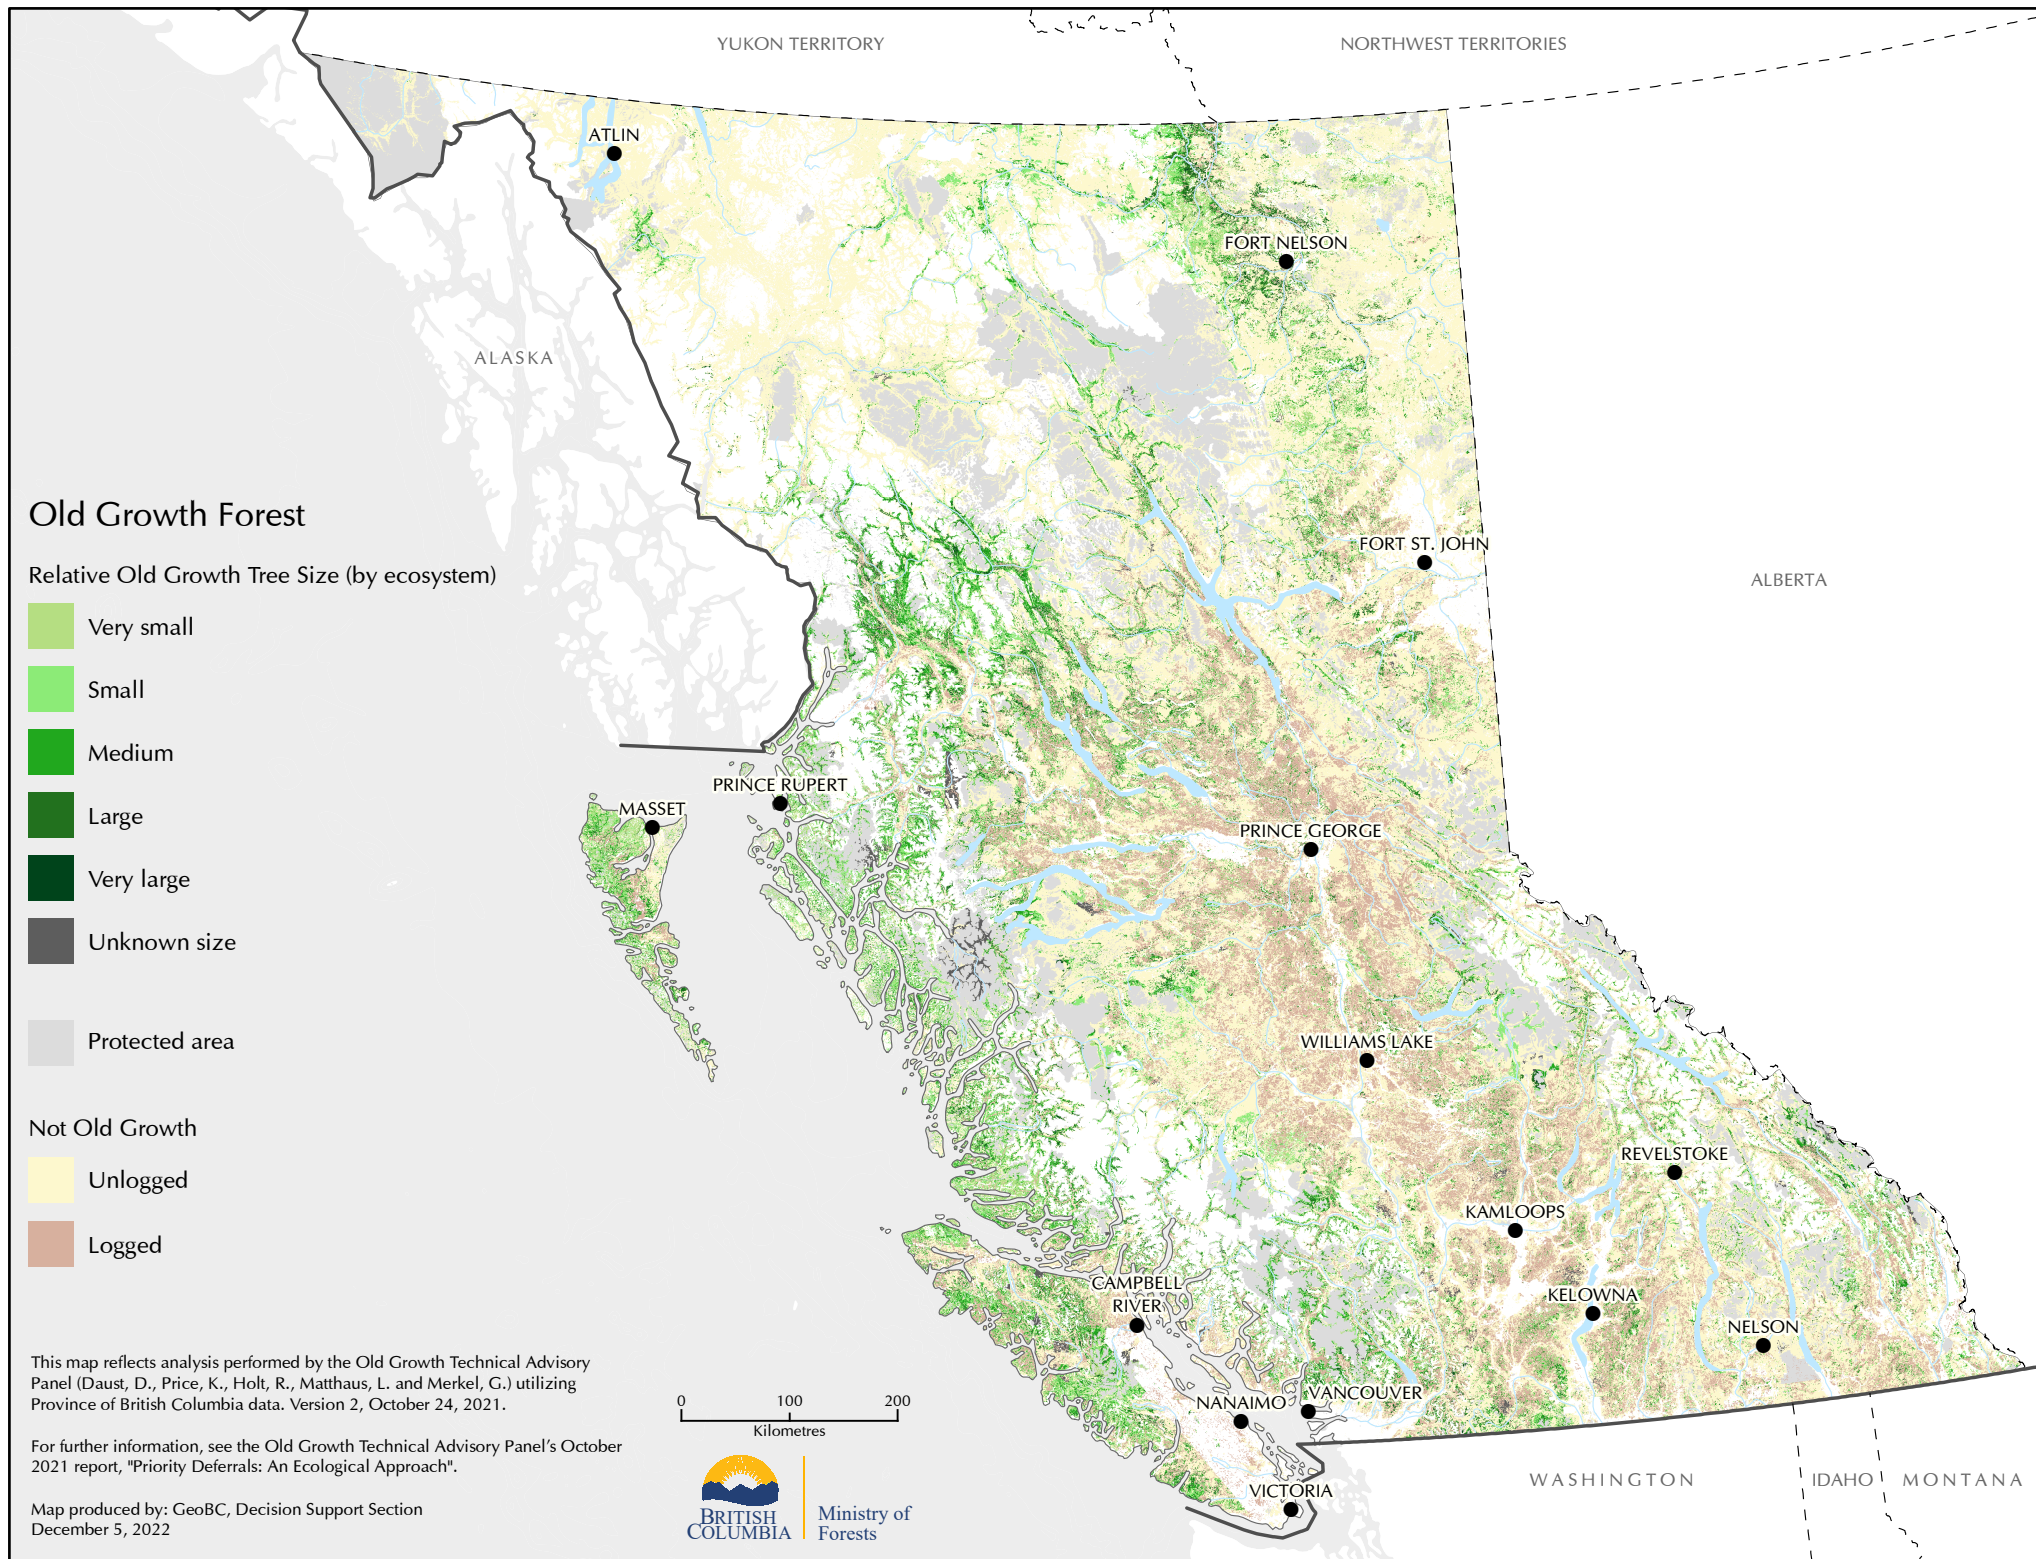 YUKON TERRITORY
NORTHWEST TERRITORIES
ATLIN
FORT NELSON
ALASKA
Old Growth Forest
Relative Old Growth Tree Size (by ecosystem)
Very small
Small
Medium
Large
Very large
Unknown size
Protected area
Not Old Growth
Unlogged
Logged
FORT ST. JOHN
ALBERTA
PRINCE RUPERT
MASSET
PRINCE GEORGE
WILLIAMS LAKE
REVELSTOKE
KAMLOOPS
CAMPBELL
RIVER
KELOWNA
NELSON
VANCOUVER
NANAIMO
VICTORIA
WASHINGTON
IDAHO
MONTANA
This map reflects analysis performed by the Old Growth Technical Advisory
Panel (Daust, D., Price, K., Holt, R., Matthaus, L. and Merkel, G.) utilizing
Province of British Columbia data. Version 2, October 24, 2021.
For further information, see the Old Growth Technical Advisory Panel’s October
2021 report, "Priority Deferrals: An Ecological Approach".
Map produced by: GeoBC, Decision Support Section
December 5, 2022
0 100 200
Kilometres
BRITISH
COLUMBIA
Ministry of
Forests